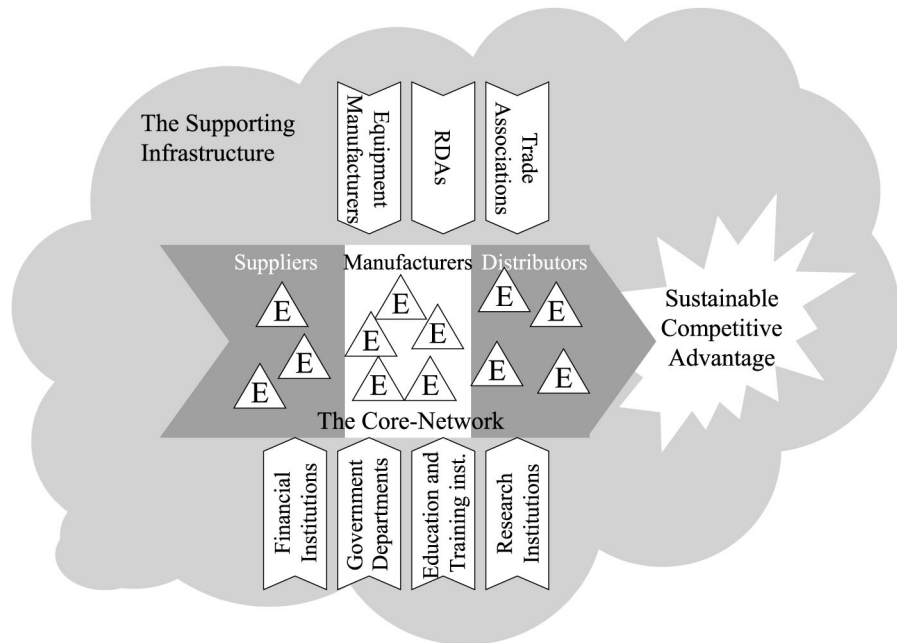 The Supporting
Infrastructure
Equipment
Manufacturers
RDAs
Trade
Associations
Suppliers
Manufacturers
Distributors
E
E
E
E
E
E
E
E
E
E
E
E
The Core-Network
Sustainable
Competitive
Advantage
Financial
Institutions
Government
Departments
Education and
Training inst.
Research
Institutions